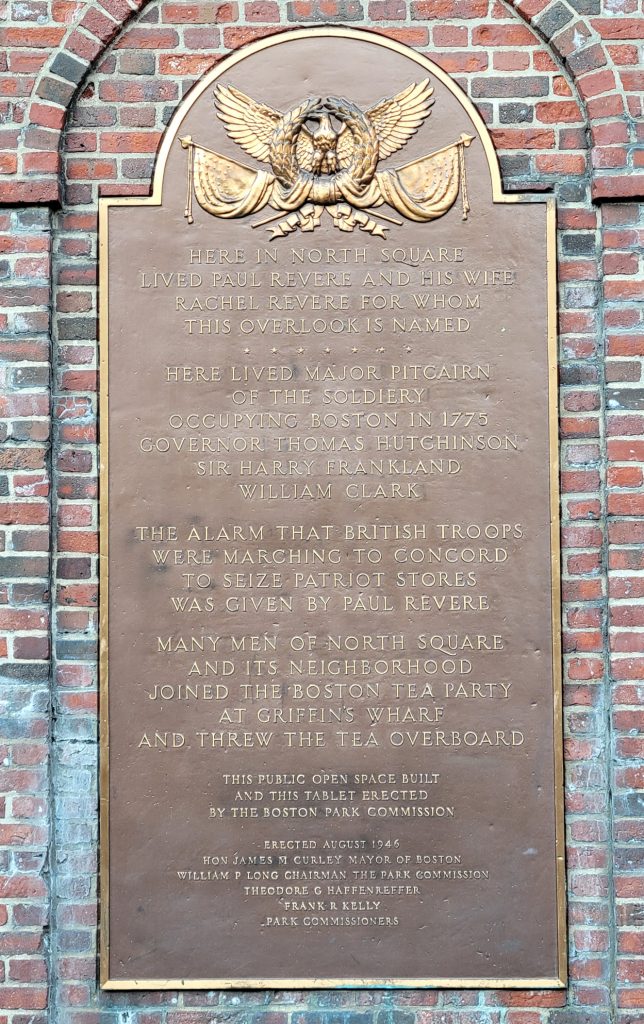 HERE IN NORTH SQUARE
LIVED PAUL REVERE AND HIS WIFE
RACHEL REVERE FOR WHOM
THIS OVERLOOK IS NAMED
HERE LIVED MAJOR PITCAIRN
OF THE SOLDIERY
OCCUPYING BOSTON IN 1775
GOVERNOR THOMAS HUTCHINSON
SIR HARRY FRANKLAND
WILLIAM CLARK
THE ALARM THAT BRITISH TROOPS
WERE MARCHING TO CONCORD
TO SEIZE PATRIOT STORES
WAS GIVEN BY PAUL REVERE
MANY MEN OF NORTH SQUARE
AND ITS NEIGHBORHOOD
JOINED THE BOSTON TEA PARTY
AT GRIFFIN'S WHARF
AND THREW THE TEA OVERBOARD
THIS PUBLIC OPEN SPACE BUILT
AND THIS TABLET ERECTED
BY THE BOSTON PARK COMMISSION
ERECTED AUGUST 1946
HON JAMES M CURLEY MAYOR OF BOSTON
WILLIAM P LONG CHAIRMAN THE PARK COMMISSION
THEODORE G HAFFENREFFER
FRANK R KELLY
PARK COMMISSIONERS